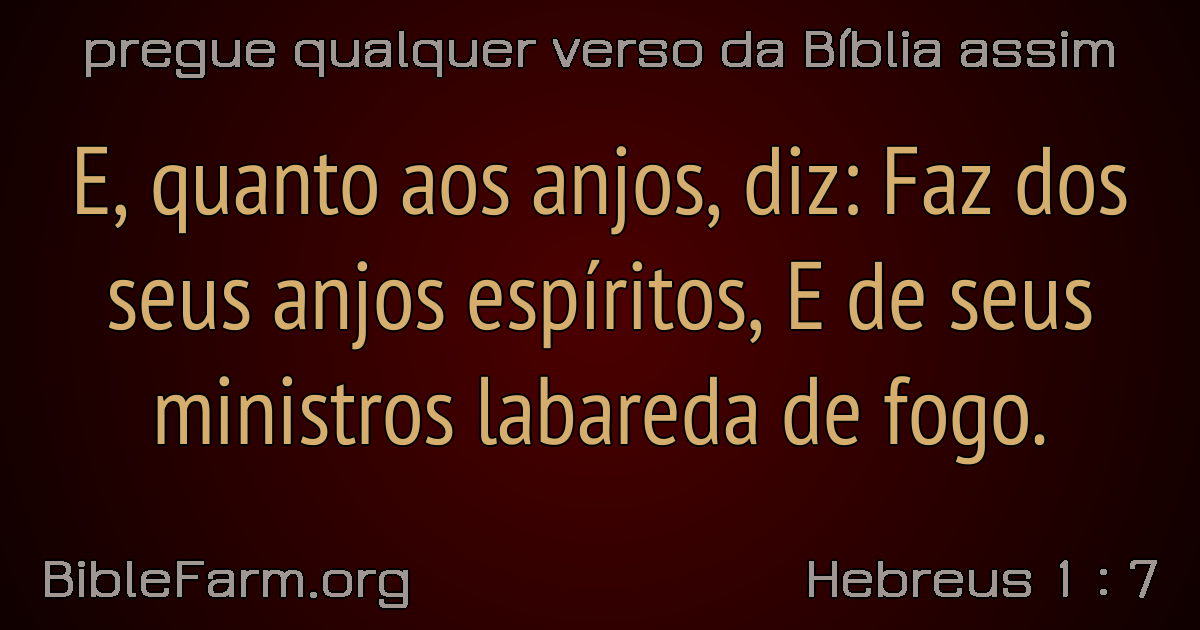 pregue qualquer verso da Bíblia assim
E, quanto aos anjos, diz: Faz dos
seus anjos espíritos, E de seus
ministros labareda de fogo.
BibleFarm.org
Hebreus 1 : 7